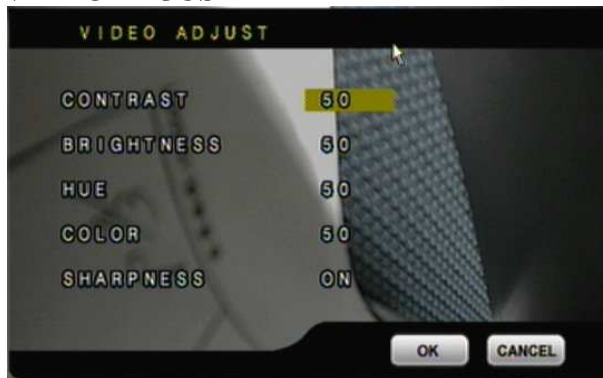 VIDEO ADJUST
CONTRAST 50
BRIGHTNESS 50
HUE 50
COLOR 50
SHARPNESS ON
OK CANCEL